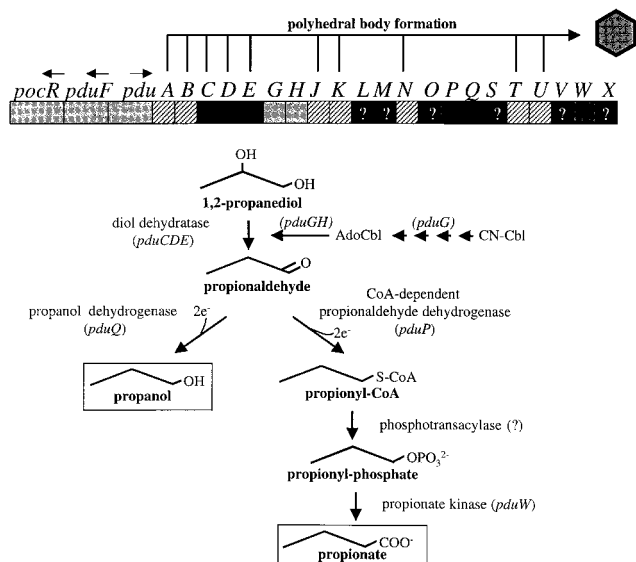 polyhedral body formation
pocR pduF pdu A B C D E G H J K L M N O P Q S T U V W X
? ? ? ? ? ? ?
OH
OH
1,2-propanediol
diol dehydratase
(pduCDE)
(pduGH)
AdoCbl
(pduG)
CN-Cbl
O
propionaldehyde
propanol dehydrogenase
(pduQ)
2e-
CoA-dependent
propionaldehyde dehydrogenase
(pduP)
2e-
OH
propanol
S-CoA
propionyl-CoA
phosphotransacylase (?)
OPO₃²⁻
propionyl-phosphate
propionate kinase (pduW)
COO⁻
propionate